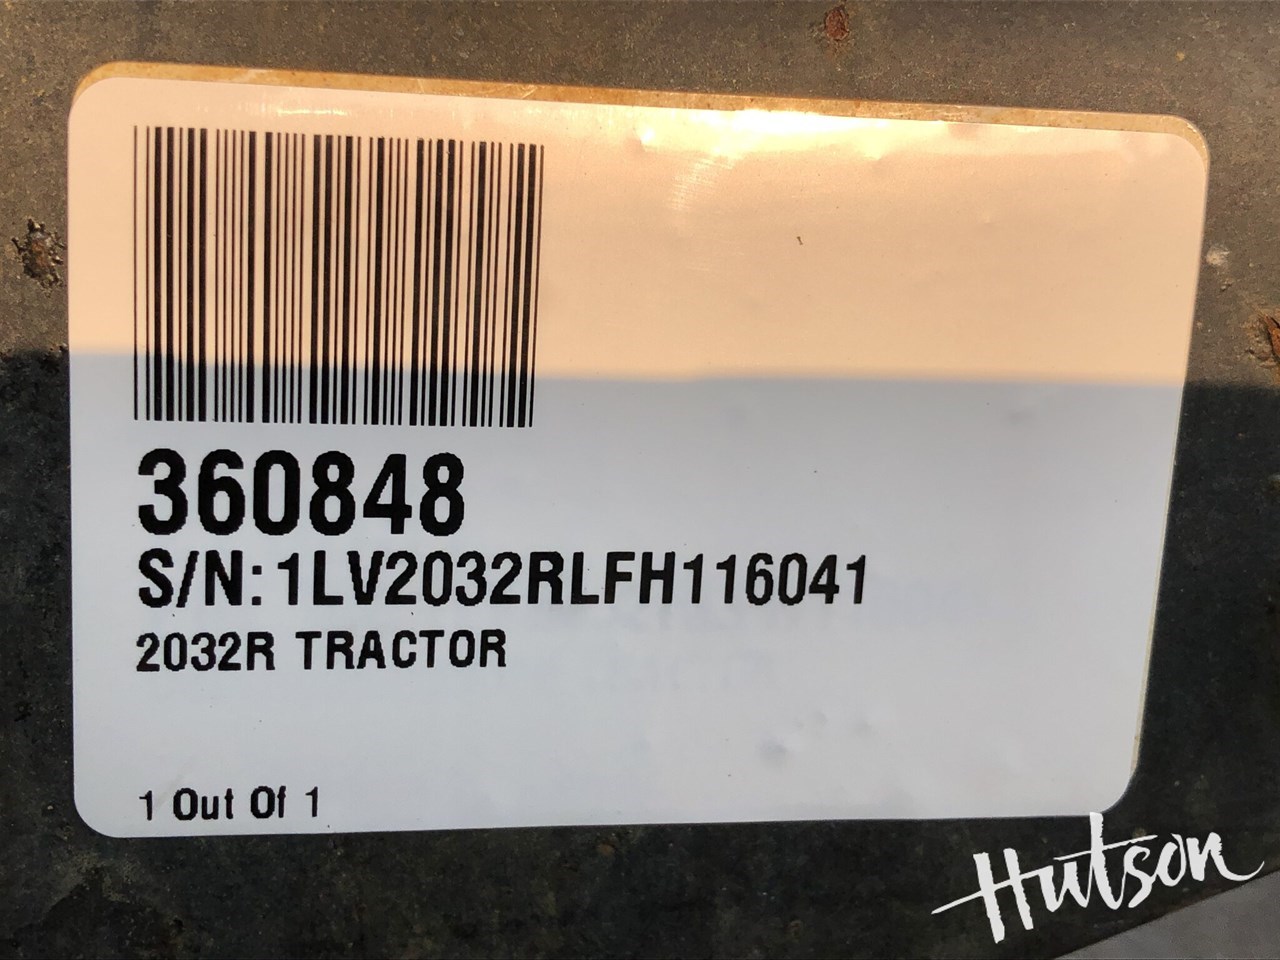 360848
S/N: 1LV2032RLFH116041
2032R TRACTOR
1 Out Of 1
Hutson